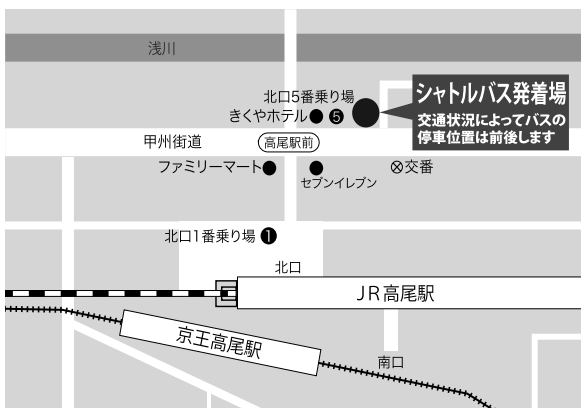 浅川
シャトルバス発着場
交通状況によってバスの
停車位置は前後します
北口5番乗り場
きくやホテル ❺
甲州街道
高尾駅前
ファミリーマート
セブンイレブン
交番
北口1番乗り場 ❶
北口
JR高尾駅
京王高尾駅
南口